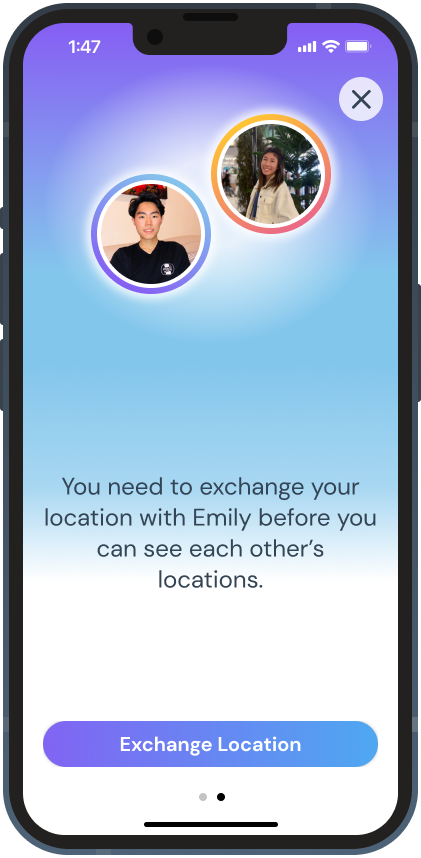 1:47
You need to exchange your
location with Emily before you
can see each other’s
locations.
Exchange Location